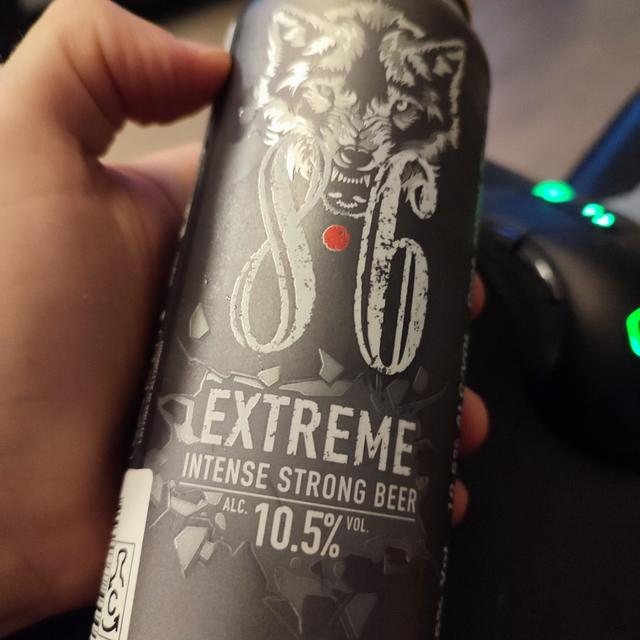 8.6
EXTREME
INTENSE STRONG BEER
ALC. 10.5% VOL.